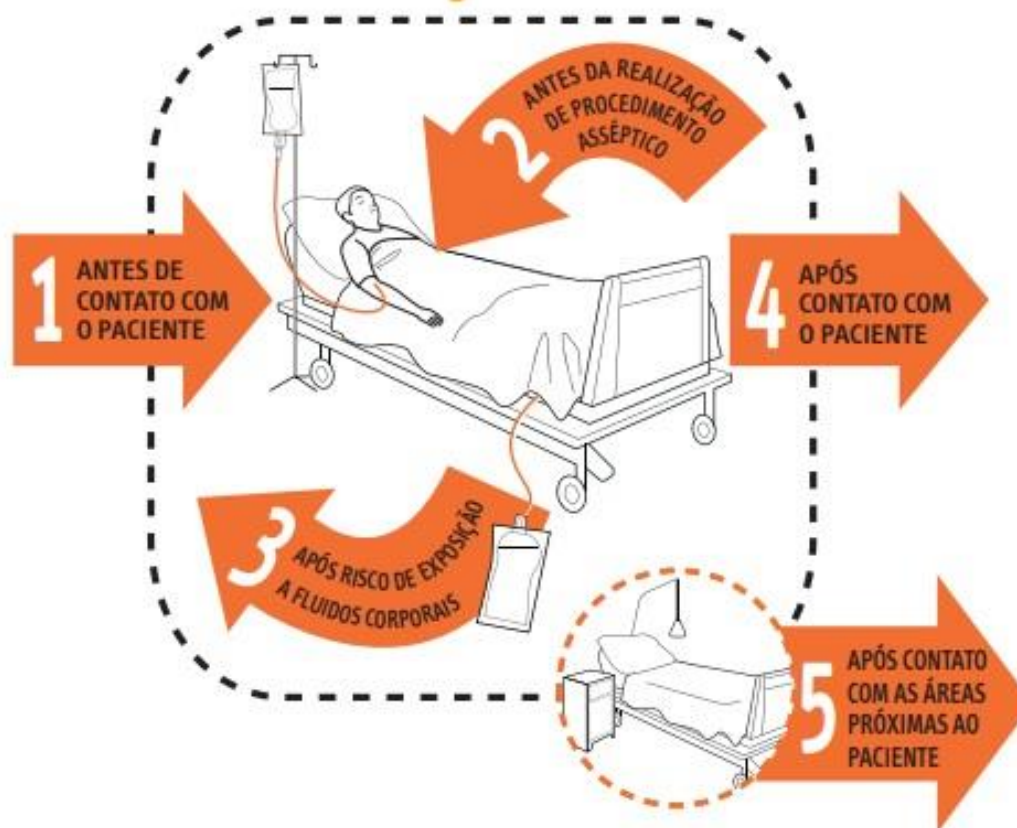 1 ANTES DE
CONTATO COM
O PACIENTE
2 ANTES DA REALIZAÇÃO
DE PROCEDIMENTO
ASSÉPTICO
3 APÓS RISCO DE EXPOSIÇÃO
A FLUIDOS CORPORAIS
4 APÓS
CONTATO COM
O PACIENTE
5 APÓS CONTATO
COM AS ÁREAS
PRÓXIMAS AO
PACIENTE